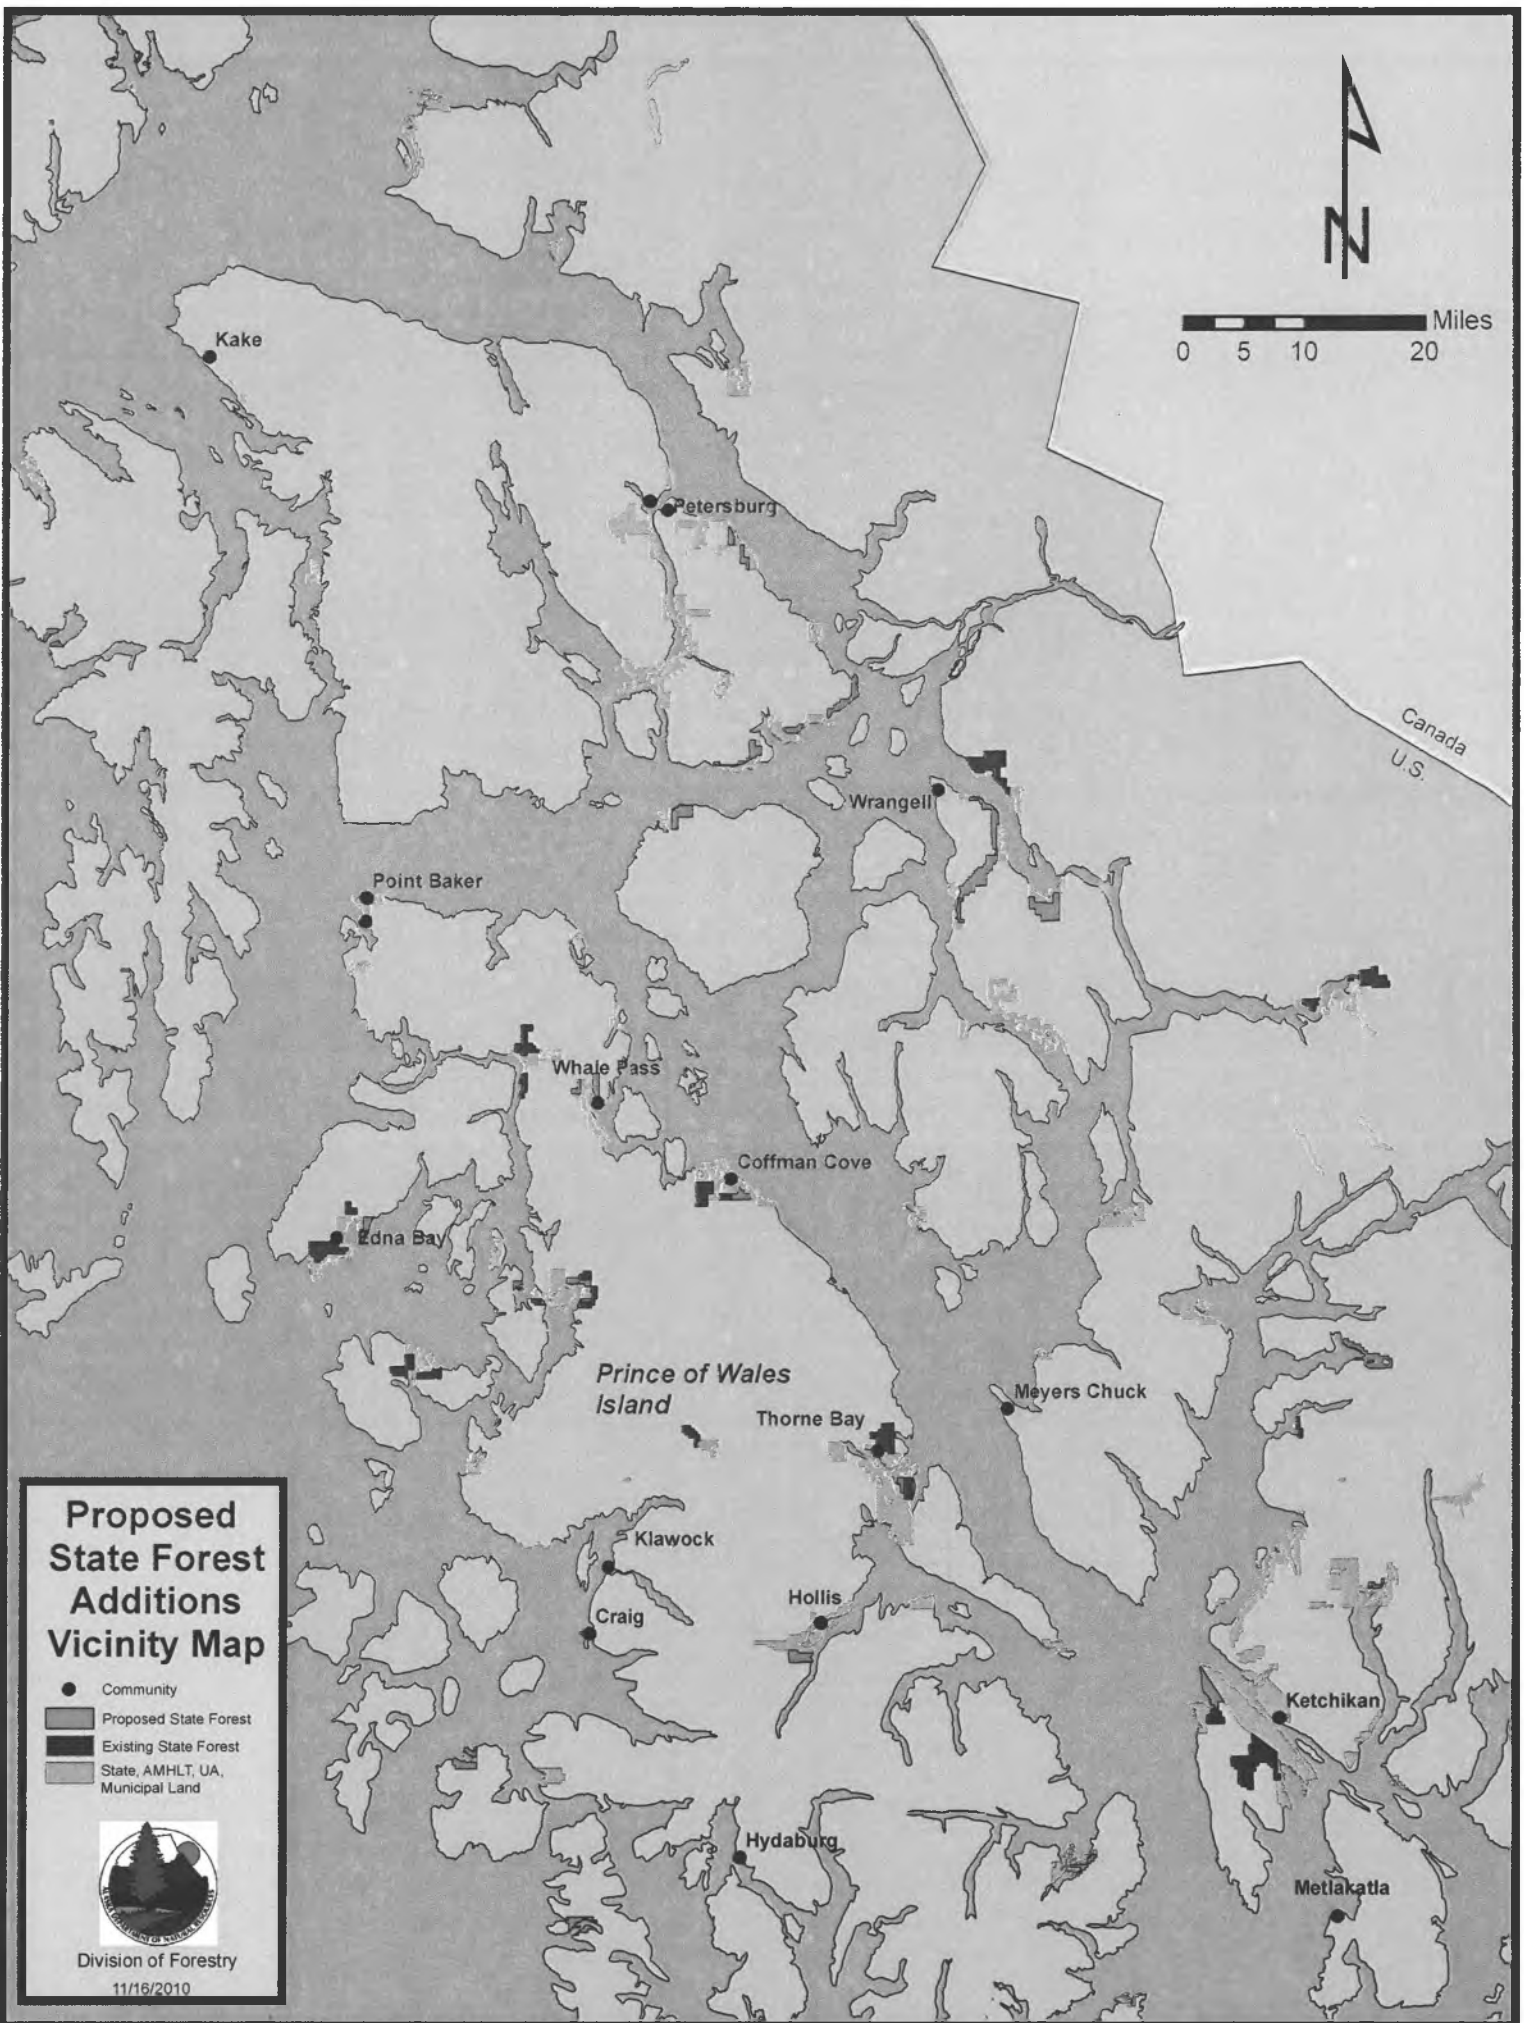 N
Miles
0 5 10 20
Kake
Petersburg
Canada
U.S.
Wrangell
Point Baker
Whale Pass
Coffman Cove
Edna Bay
Prince of Wales
Island
Meyers Chuck
Thorne Bay
Klawock
Hollis
Craig
Ketchikan
Hydaburg
Metlakatla
Proposed
State Forest
Additions
Vicinity Map
Community
Proposed State Forest
Existing State Forest
State, AMHLT, UA,
Municipal Land
Division of Forestry
11/16/2010